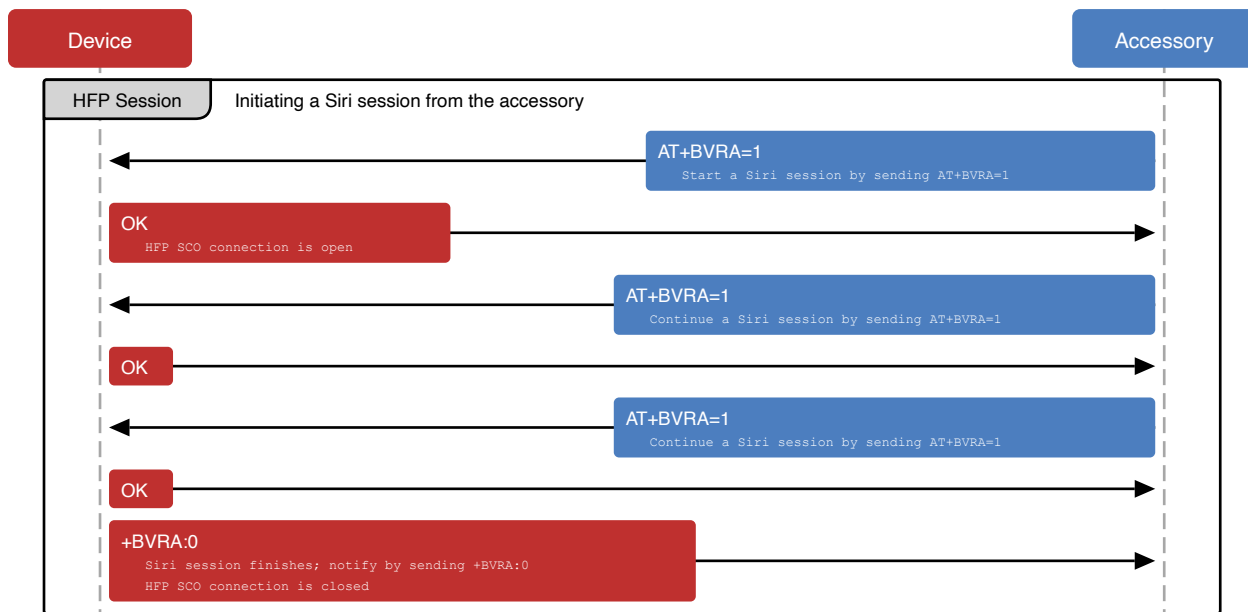 Device
Accessory
HFP Session
Initiating a Siri session from the accessory
AT+BVRA=1
Start a Siri session by sending AT+BVRA=1
OK
HFP SCO connection is open
AT+BVRA=1
Continue a Siri session by sending AT+BVRA=1
OK
AT+BVRA=1
Continue a Siri session by sending AT+BVRA=1
OK
+BVRA:0
Siri session finishes; notify by sending +BVRA:0
HFP SCO connection is closed